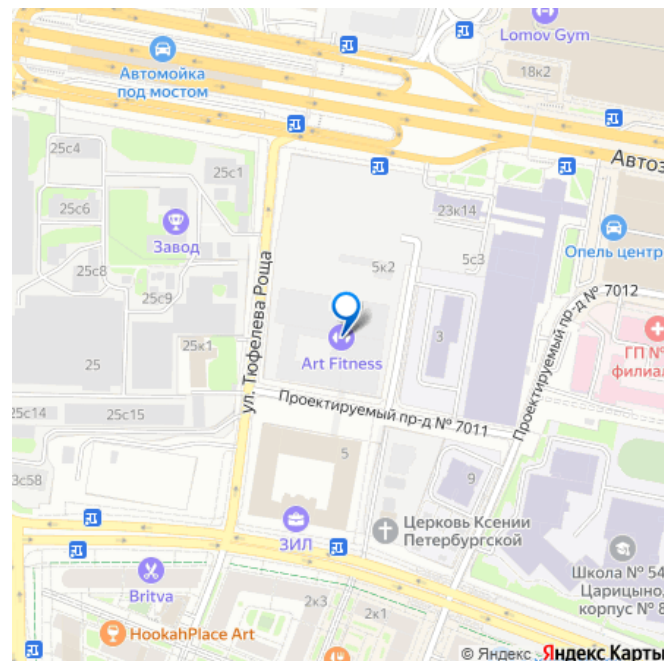 Lomov Gym
Автомойка
под мостом
18к2
25с4
25с1
Автоз
25с6
23к14
Завод
5с3
Опель центр
5к2
25с8
25с9
ул. Тюфелева Роща
3
Проектируемый пр-д № 7012
ГП №
филиал
25к1
25
Art Fitness
Проектируемый пр-д № 7011
25с14
25с15
5
9
3с58
ЗИЛ
Церковь Ксении
Петербургской
Школа № 54
Царицыно,
корпус № 8
Britva
2к3
2к1
HookahPlace Art
© Яндекс Яндекс Карты